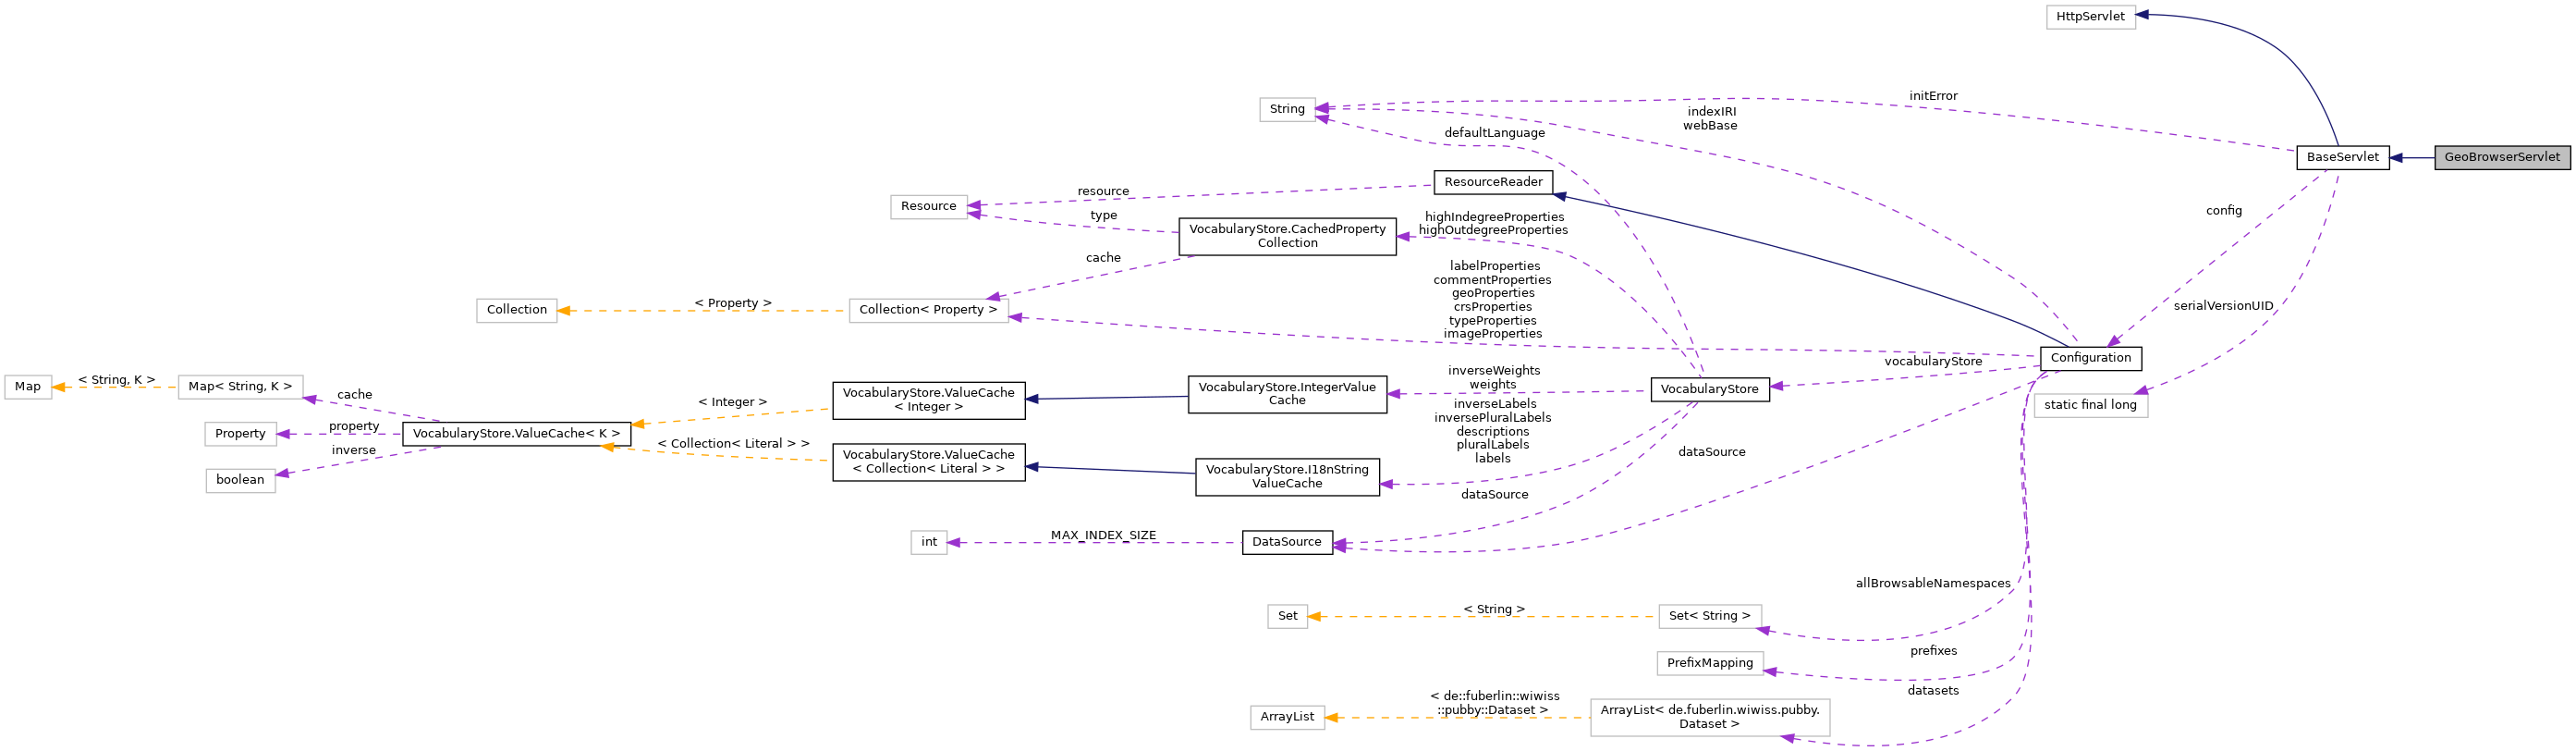 HttpServlet
initError
String
indexIRI
webBase
defaultLanguage
BaseServlet
GeoBrowserServlet
ResourceReader
resource
Resource
type
config
highIndegreeProperties
highOutdegreeProperties
VocabularyStore.CachedProperty
Collection
cache
labelProperties
commentProperties
geoProperties
crsProperties
typeProperties
imageProperties
< Property >
Collection
Collection< Property >
serialVersionUID
Configuration
vocabularyStore
Map
< String, K >
Map< String, K >
cache
< Integer >
VocabularyStore.ValueCache
< Integer >
VocabularyStore.IntegerValue
Cache
inverseWeights
weights
VocabularyStore
static final long
Property
property
VocabularyStore.ValueCache< K >
inverse
boolean
< Collection< Literal > >
VocabularyStore.ValueCache
< Collection< Literal > >
VocabularyStore.I18nString
ValueCache
inverseLabels
inversePluralLabels
descriptions
pluralLabels
labels
dataSource
dataSource
int
MAX_INDEX_SIZE
DataSource
allBrowsableNamespaces
Set
< String >
Set< String >
prefixes
PrefixMapping
datasets
ArrayList
< de::fuberlin::wiwiss
::pubby::Dataset >
ArrayList< de.fuberlin.wiwiss.pubby.
Dataset >